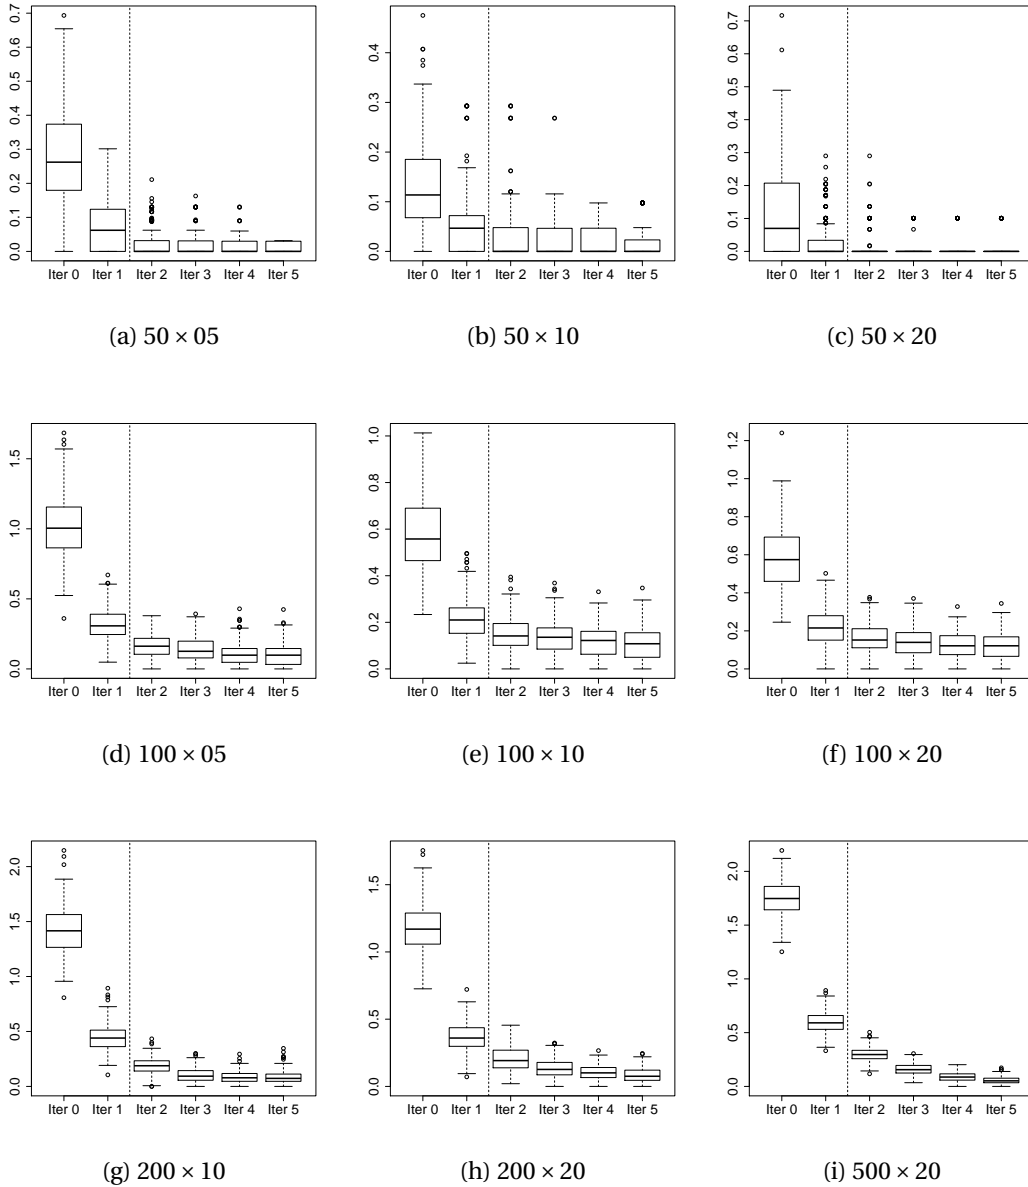 0.0 0.1 0.2 0.3 0.4 0.5 0.6 0.7
Iter 0 Iter 1 Iter 2 Iter 3 Iter 4 Iter 5
(a) 50 × 05
0.0 0.1 0.2 0.3 0.4
Iter 0 Iter 1 Iter 2 Iter 3 Iter 4 Iter 5
(b) 50 × 10
0.0 0.1 0.2 0.3 0.4 0.5 0.6 0.7
Iter 0 Iter 1 Iter 2 Iter 3 Iter 4 Iter 5
(c) 50 × 20
0.0 0.5 1.0 1.5
Iter 0 Iter 1 Iter 2 Iter 3 Iter 4 Iter 5
(d) 100 × 05
0.0 0.2 0.4 0.6 0.8 1.0
Iter 0 Iter 1 Iter 2 Iter 3 Iter 4 Iter 5
(e) 100 × 10
0.0 0.2 0.4 0.6 0.8 1.0 1.2
Iter 0 Iter 1 Iter 2 Iter 3 Iter 4 Iter 5
(f) 100 × 20
0.0 0.5 1.0 1.5 2.0
Iter 0 Iter 1 Iter 2 Iter 3 Iter 4 Iter 5
(g) 200 × 10
0.0 0.5 1.0 1.5
Iter 0 Iter 1 Iter 2 Iter 3 Iter 4 Iter 5
(h) 200 × 20
0.0 0.5 1.0 1.5 2.0
Iter 0 Iter 1 Iter 2 Iter 3 Iter 4 Iter 5
(i) 500 × 20